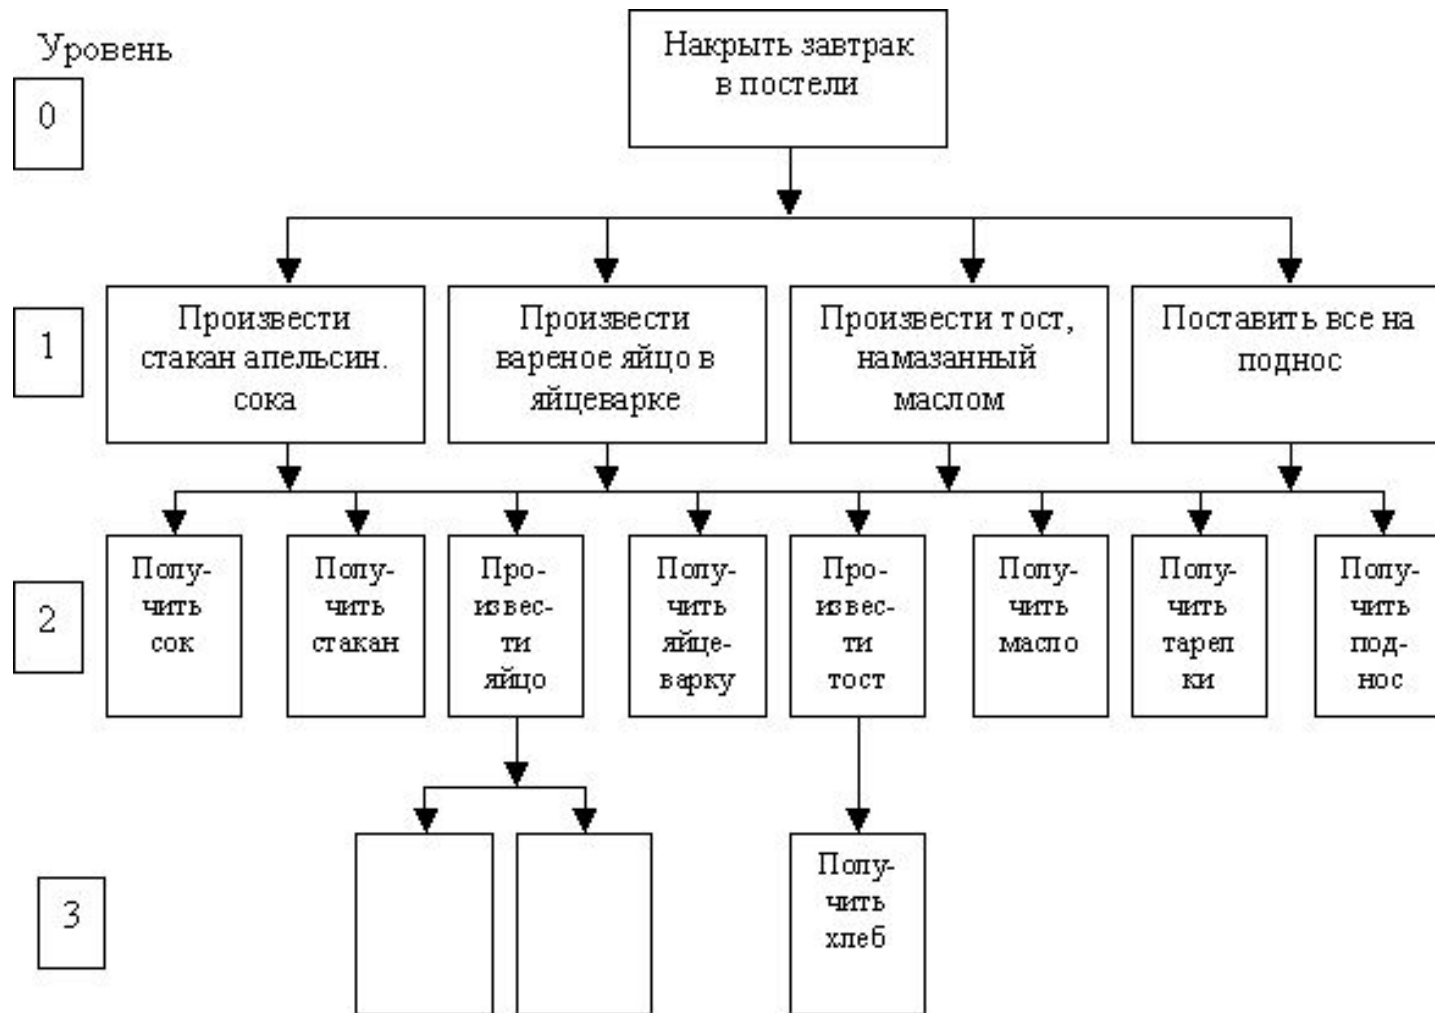 Уровень
0
Накрыть завтрак
в постели
1
Произвести
стакан апельсин.
сока
Произвести
вареное яйцо в
яйцеварке
Произвести тост,
намазанный
маслом
Поставить все на
поднос
2
Полу-
чить
сок
Полу-
чить
стакан
Про-
извес-
ти
яйцо
Полу-
чить
яйце-
варку
Про-
извес-
ти
тост
Полу-
чить
масло
Полу-
чить
тарел
ки
Полу-
чить
под-
нос
3
Полу-
чить
хлеб